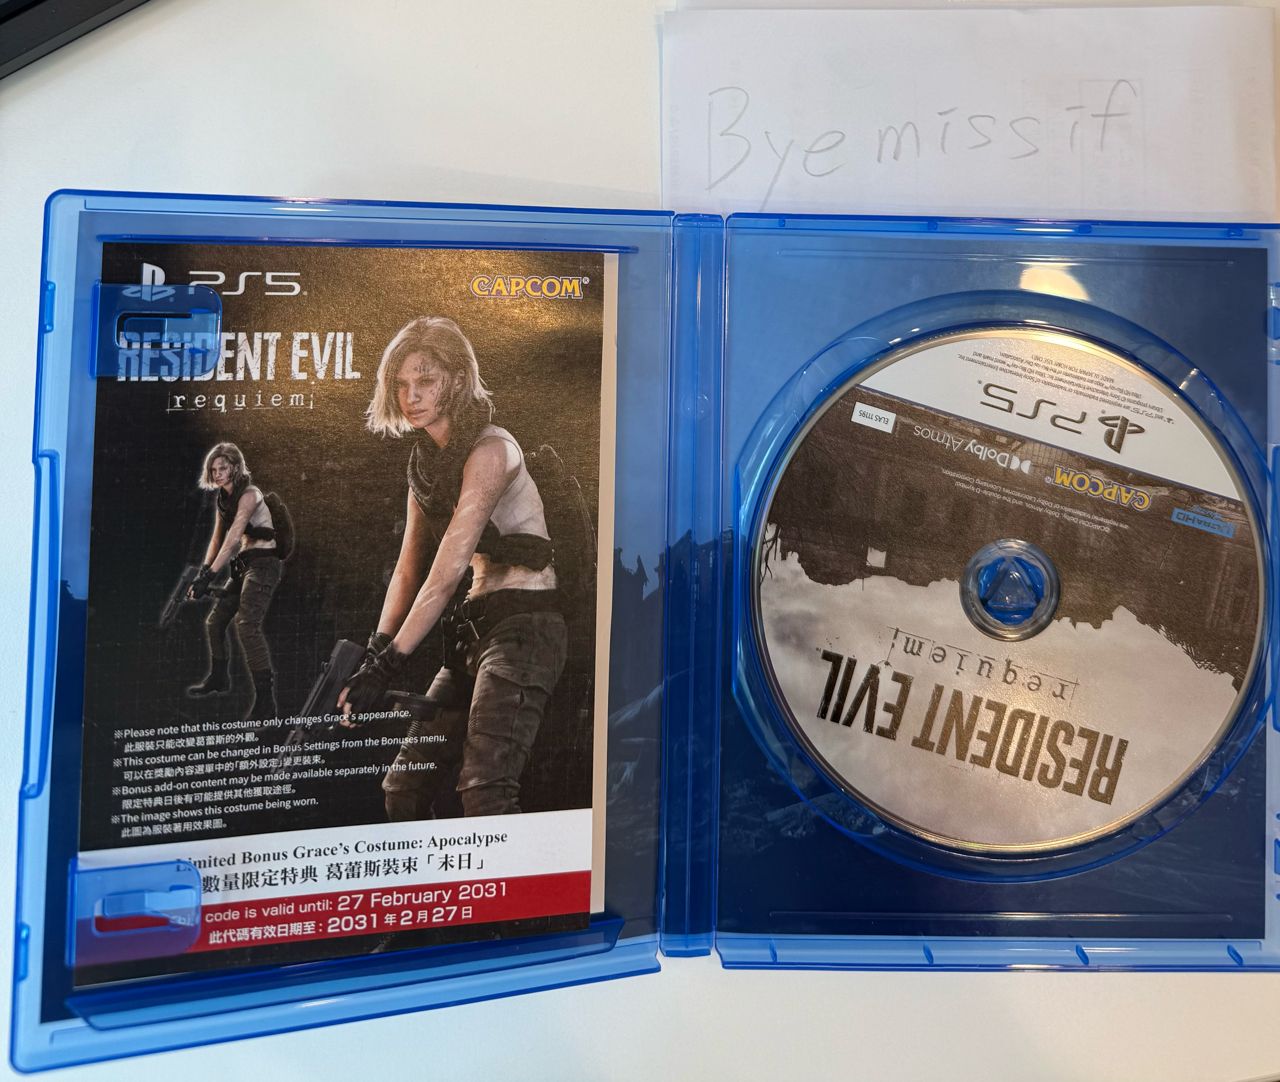 Bye missif
PS5
CAPCOM
RESIDENT EVIL
requiem
※Please note that this costume only changes Grace's appearance.
此服裝只能改變葛蕾斯的外觀。
※This costume can be changed in Bonus Settings from the Bonuses menu.
可以在獎勵內容選單中的「額外設定」變更裝束。
※Bonus add-on content may be made available separately in the future.
限定特典日後有可能提供其他獲取途徑。
※The image shows this costume being worn.
此圖為服裝著用效果圖。
Limited Bonus Grace's Costume: Apocalypse
數量限定特典 葛蕾斯裝束「末日」
code is valid until: 27 February 2031
此代碼有效日期至：2031年2月27日
PS5
ELAS 11195
Dolby Atmos
CAPCOM
RESIDENT EVIL
requiem